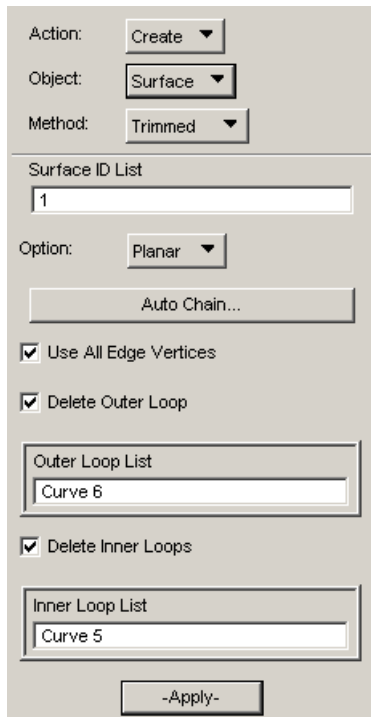 Action: Create
Object: Surface
Method: Trimmed
Surface ID List
1
Option: Planar
Auto Chain...
Use All Edge Vertices
Delete Outer Loop
Outer Loop List
Curve 6
Delete Inner Loops
Inner Loop List
Curve 5
-Apply-